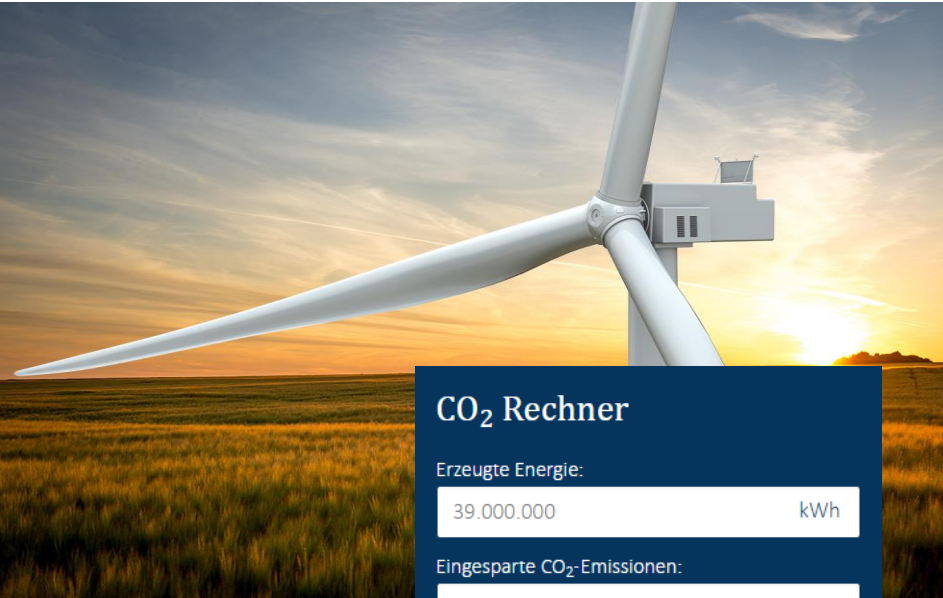 CO₂ Rechner
Erzeugte Energie:
39.000.000 kWh
Eingesparte CO₂-Emissionen: